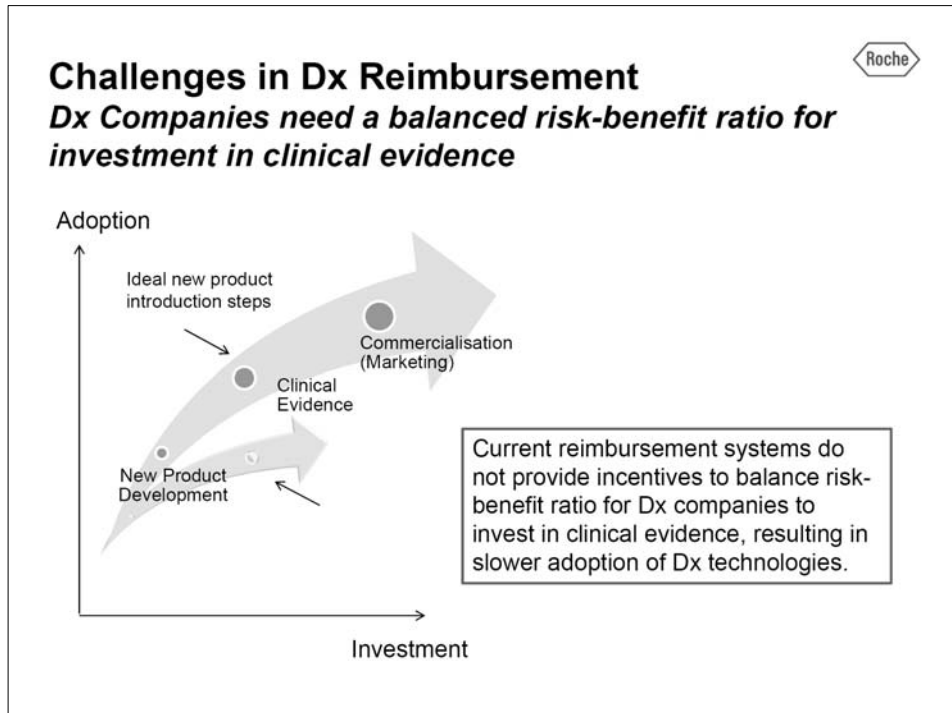 Roche
Challenges in Dx Reimbursement
Dx Companies need a balanced risk-benefit ratio for
investment in clinical evidence
Adoption
Ideal new product
introduction steps
Commercialisation
(Marketing)
Clinical
Evidence
New Product
Development
Current reimbursement systems do
not provide incentives to balance risk-
benefit ratio for Dx companies to
invest in clinical evidence, resulting in
slower adoption of Dx technologies.
Investment